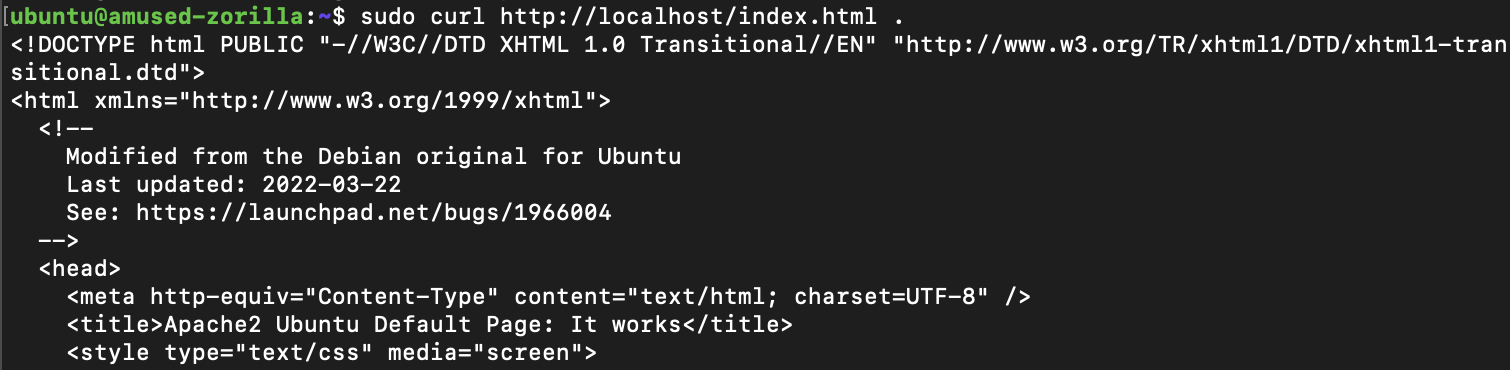 [ubuntu@amused-zorilla:~$ sudo curl http://localhost/index.html .
<!DOCTYPE html PUBLIC "-//W3C//DTD XHTML 1.0 Transitional//EN" "http://www.w3.org/TR/xhtml1/DTD/xhtml1-tran
sitional.dtd">
<html xmlns="http://www.w3.org/1999/xhtml">
  <!--
    Modified from the Debian original for Ubuntu
    Last updated: 2022-03-22
    See: https://launchpad.net/bugs/1966004
  -->
  <head>
    <meta http-equiv="Content-Type" content="text/html; charset=UTF-8" />
    <title>Apache2 Ubuntu Default Page: It works</title>
    <style type="text/css" media="screen">